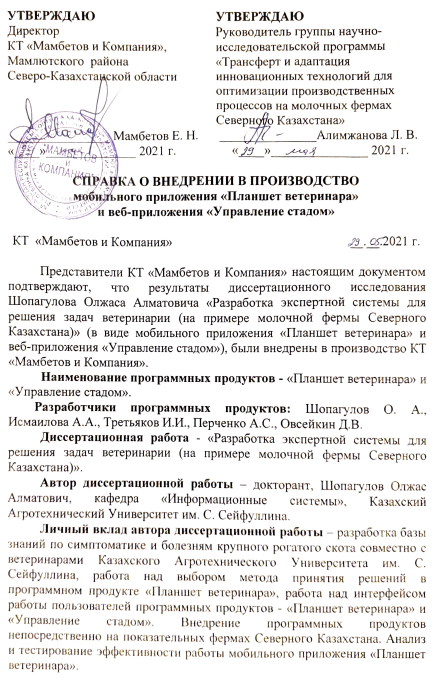 УТВЕРЖДАЮ
Директор
КТ «Мамбетов и Компания»,
Мамлютского района
Северо-Казахстанской области
Мамбетов Е. Н.
« » 2021 г.
УТВЕРЖДАЮ
Руководитель группы научно-
исследовательской программы
«Трансферт и адаптация
инновационных технологий для
оптимизации производственных
процессов на молочных фермах
Северного Казахстана»
Алимжанова Л. В.
« 29 » мая 2021 г.
МАМБЕТОВ
И
КОМПАНИЯ
СПРАВКА О ВНЕДРЕНИИ В ПРОИЗВОДСТВО
мобильного приложения «Планшет ветеринара»
и веб-приложения «Управление стадом»
КТ «Мамбетов и Компания» 29.05.2021 г.
Представители КТ «Мамбетов и Компания» настоящим документом
подтверждают, что результаты диссертационного исследования
Шопагулова Олжаса Алматовича «Разработка экспертной системы для
решения задач ветеринарии (на примере молочной фермы Северного
Казахстана)» (в виде мобильного приложения «Планшет ветеринара» и
веб-приложения «Управление стадом»), были внедрены в производство КТ
«Мамбетов и Компания».
Наименование программных продуктов - «Планшет ветеринара» и
«Управление стадом».
Разработчики программных продуктов: Шопагулов О. А.,
Исмаилова А.А., Третьяков И.И., Перченко А.С., Овсейкин Д.В.
Диссертационная работа - «Разработка экспертной системы для
решения задач ветеринарии (на примере молочной фермы Северного
Казахстана)».
Автор диссертационной работы – докторант, Шопагулов Олжас
Алматович, кафедра «Информационные системы», Казахский
Агротехнический Университет им. С. Сейфуллина.
Личный вклад автора диссертационной работы – разработка базы
знаний по симптоматике и болезням крупного рогатого скота совместно с
ветеринарами Казахского Агротехнического Университета им. С.
Сейфуллина, работа над выбором метода принятия решений в
программном продукте «Планшет ветеринара», работа над интерфейсом
работы пользователей программных продуктов - «Планшет ветеринара» и
«Управление стадом». Внедрение программных продуктов
непосредственно на показательных фермах Северного Казахстана. Анализ
и тестирование эффективности работы мобильного приложения «Планшет
ветеринара».